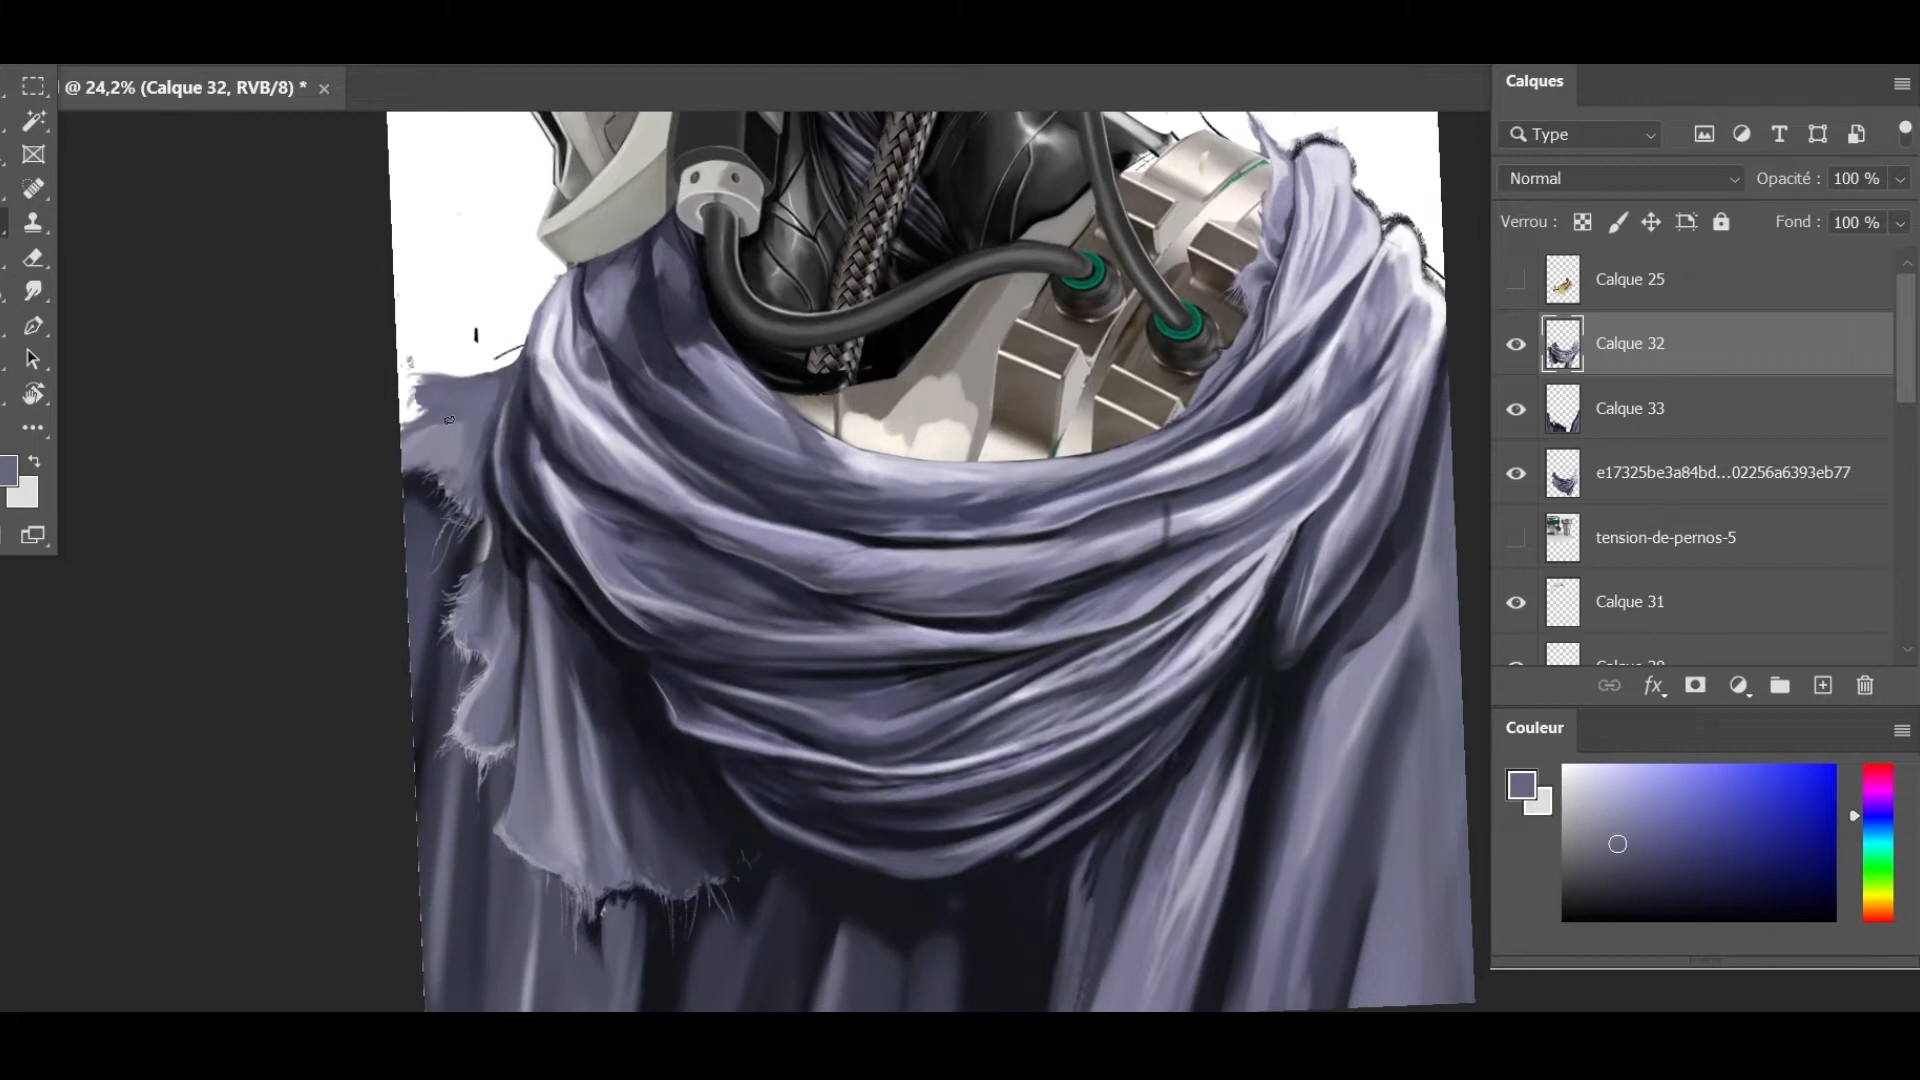 @ 24,2% (Calque 32, RVB/8) *
Calques
Type
Normal
Opacité : 100 %
Verrou :
Fond : 100 %
Calque 25
Calque 32
Calque 33
e17325be3a84bd...02256a6393eb77
tension-de-pernos-5
Calque 31
fx
Couleur